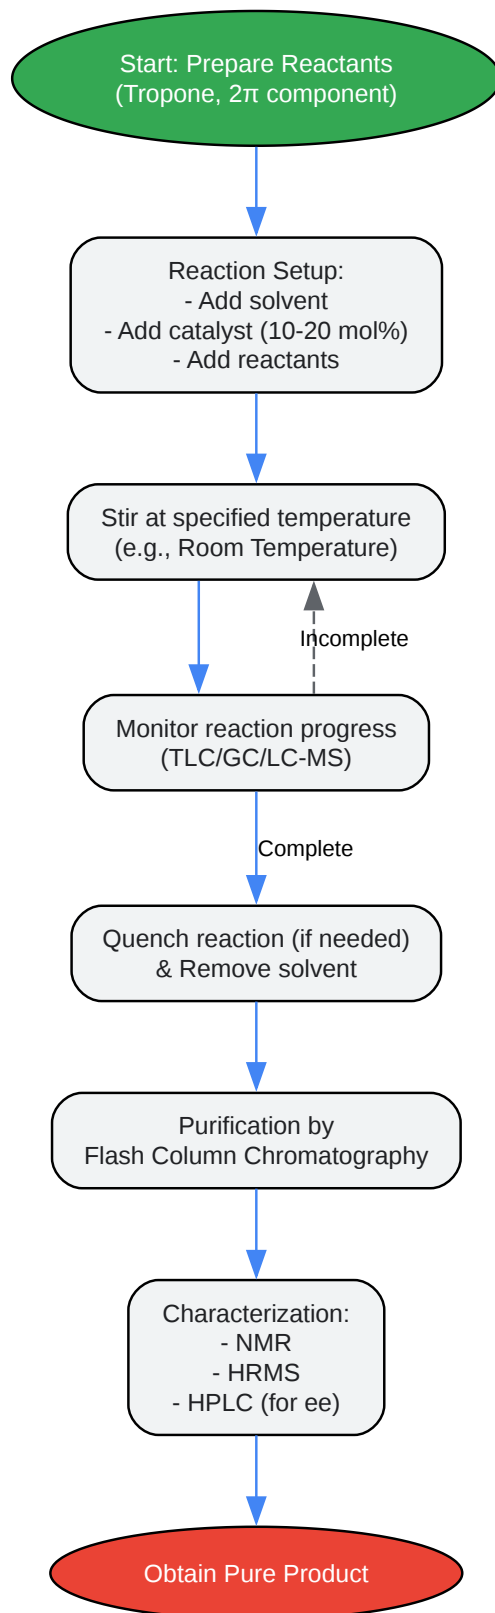 Start: Prepare Reactants
(Tropone, 2π component)
Reaction Setup:
- Add solvent
- Add catalyst (10-20 mol%)
- Add reactants
Stir at specified temperature
(e.g., Room Temperature)
Incomplete
Monitor reaction progress
(TLC/GC/LC-MS)
Complete
Quench reaction (if needed)
& Remove solvent
Purification by
Flash Column Chromatography
Characterization:
- NMR
- HRMS
- HPLC (for ee)
Obtain Pure Product